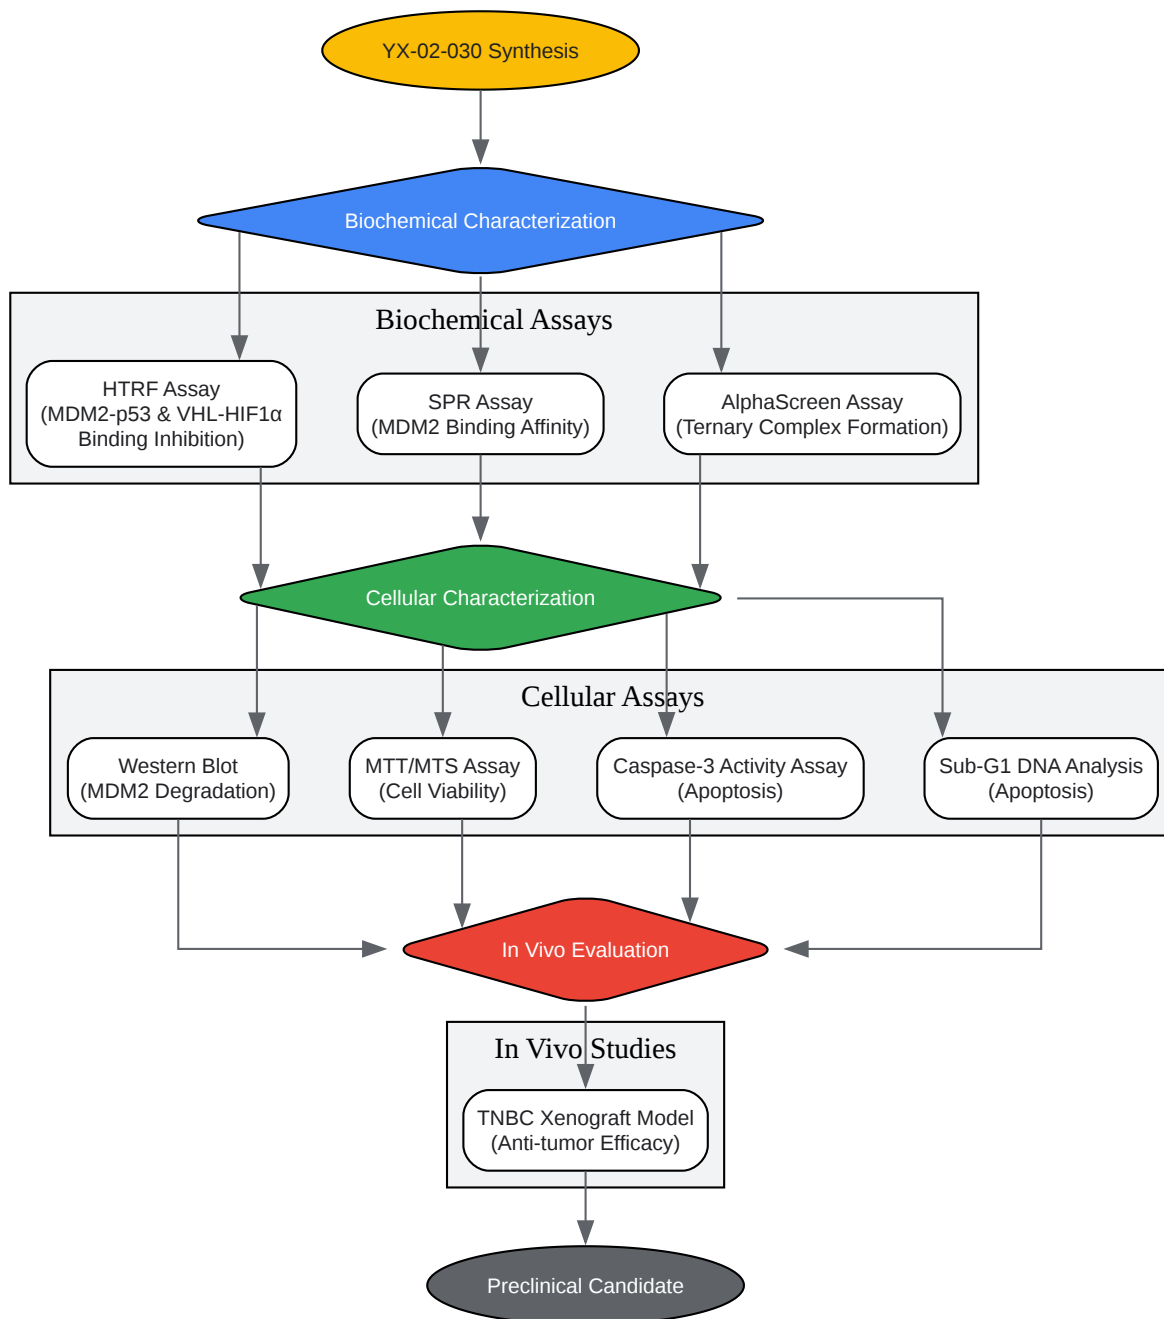 YX-02-030 Synthesis
Biochemical Characterization
Biochemical Assays
HTRF Assay
(MDM2-p53 & VHL-HIF1α
Binding Inhibition)
SPR Assay
(MDM2 Binding Affinity)
AlphaScreen Assay
(Ternary Complex Formation)
Cellular Characterization
Cellular Assays
Western Blot
(MDM2 Degradation)
MTT/MTS Assay
(Cell Viability)
Caspase-3 Activity Assay
(Apoptosis)
Sub-G1 DNA Analysis
(Apoptosis)
In Vivo Evaluation
In Vivo Studies
TNBC Xenograft Model
(Anti-tumor Efficacy)
Preclinical Candidate